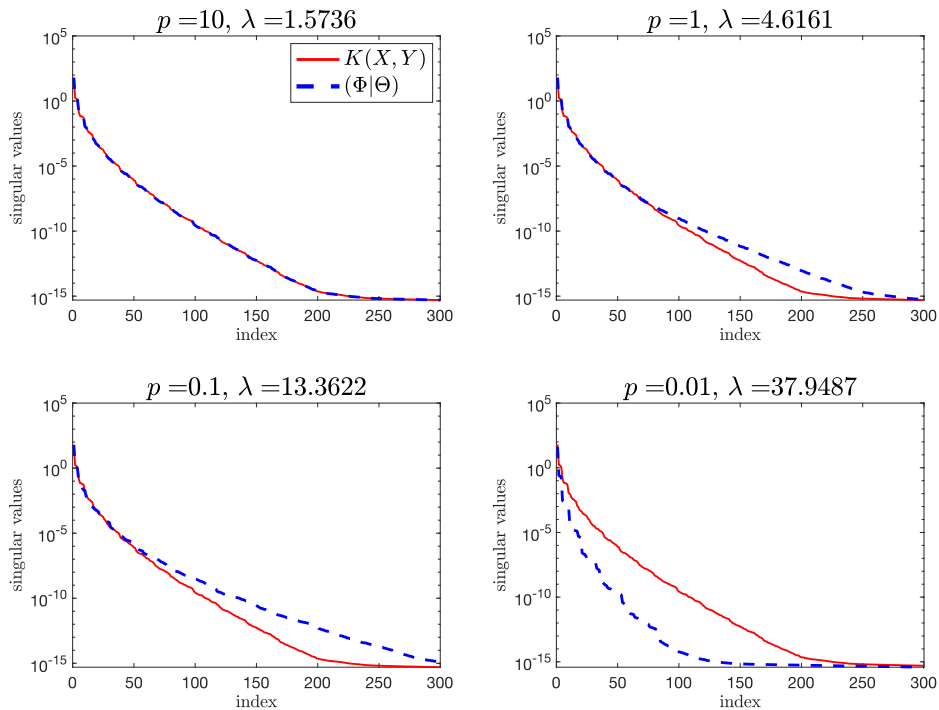 p =10, λ =1.5736
10^5
10^0
10^-5
10^-10
10^-15
singular values
K(X, Y)
(Φ|Θ)
0 50 100 150 200 250 300
index
p =1, λ =4.6161
10^5
10^0
10^-5
10^-10
10^-15
singular values
0 50 100 150 200 250 300
index
p =0.1, λ =13.3622
10^5
10^0
10^-5
10^-10
10^-15
singular values
0 50 100 150 200 250 300
index
p =0.01, λ =37.9487
10^5
10^0
10^-5
10^-10
10^-15
singular values
0 50 100 150 200 250 300
index